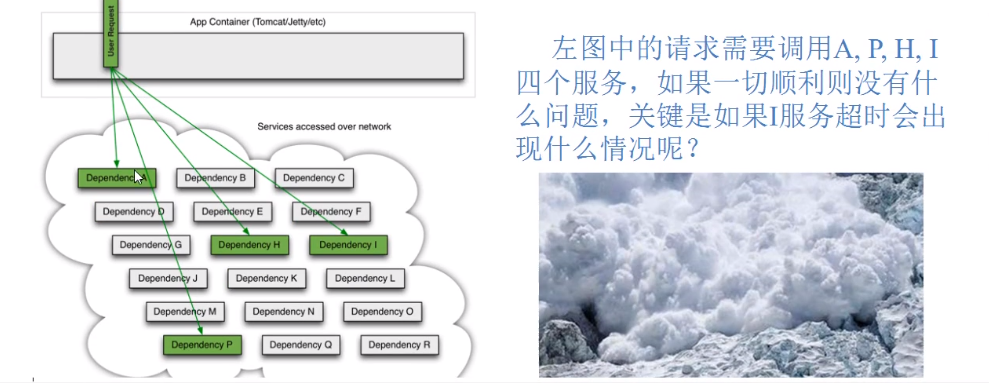 App Container (Tomcat/Jetty/etc)
User Request
Services accessed over network
Dependency A
Dependency B
Dependency C
Dependency D
Dependency E
Dependency F
Dependency G
Dependency H
Dependency I
Dependency J
Dependency K
Dependency L
Dependency M
Dependency N
Dependency O
Dependency P
Dependency Q
Dependency R
左图中的请求需要调用A, P, H, I
四个服务，如果一切顺利则没有什
么问题，关键是如果I服务超时会出
现什么情况呢？